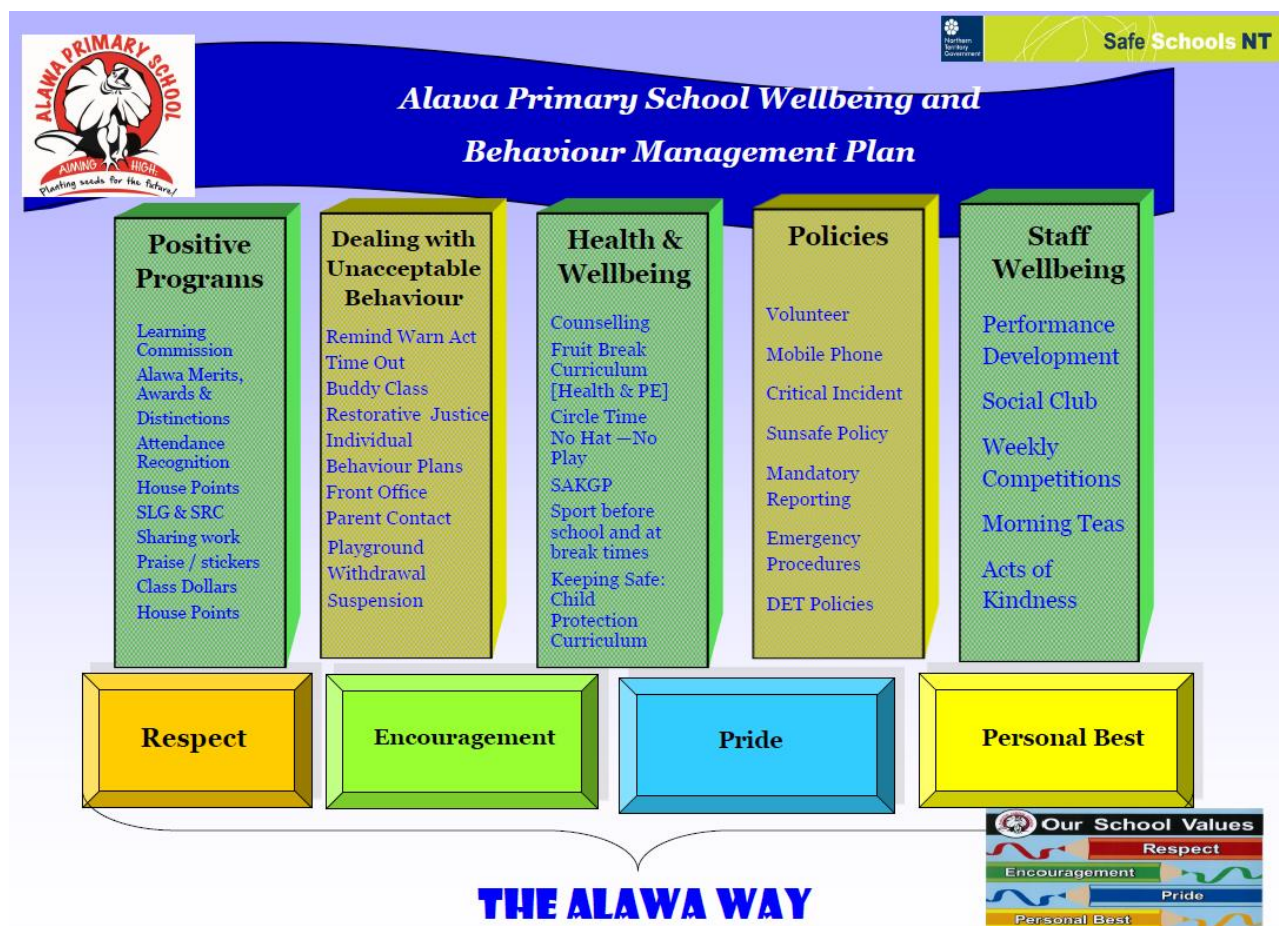 ALAWA PRIMARY SCHOOL
AIMING HIGH:
Planting seeds for the future!
Northern
Territory
Government
Safe Schools NT
Alawa Primary School Wellbeing and
Behaviour Management Plan
Positive
Programs
Learning
Commission
Alawa Merits,
Awards &
Distinctions
Attendance
Recognition
House Points
SLG & SRC
Sharing work
Praise / stickers
Class Dollars
House Points
Dealing with
Unacceptable
Behaviour
Remind Warn Act
Time Out
Buddy Class
Restorative Justice
Individual
Behaviour Plans
Front Office
Parent Contact
Playground
Withdrawal
Suspension
Health &
Wellbeing
Counselling
Fruit Break
Curriculum
[Health & PE]
Circle Time
No Hat —No
Play
SAKGP
Sport before
school and at
break times
Keeping Safe:
Child
Protection
Curriculum
Policies
Volunteer
Mobile Phone
Critical Incident
Sunsafe Policy
Mandatory
Reporting
Emergency
Procedures
DET Policies
Staff
Wellbeing
Performance
Development
Social Club
Weekly
Competitions
Morning Teas
Acts of
Kindness
Respect
Encouragement
Pride
Personal Best
THE ALAWA WAY
Our School Values
Respect
Encouragement
Pride
Personal Best